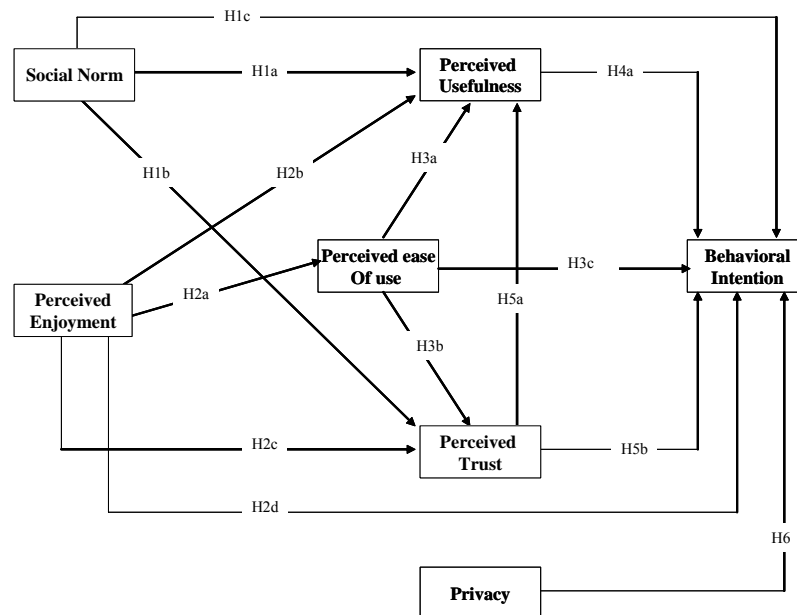 H1c
Social Norm
H1a
Perceived
Usefulness
H4a
H3a
H2b
H1b
Perceived ease
Of use
H3c
Behavioral
Intention
H2a
Perceived
Enjoyment
H5a
H3b
H2c
Perceived
Trust
H5b
H2d
H6
Privacy